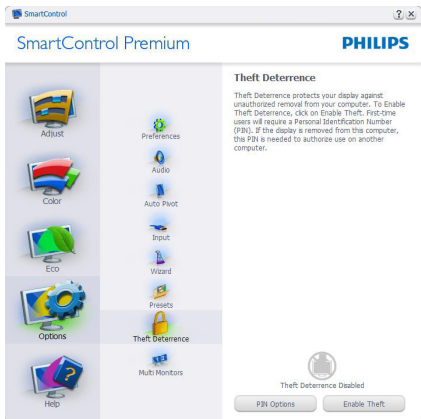 SmartControl
? ×
SmartControl Premium
PHILIPS
Adjust
Color
Eco
Options
Help
Preferences
Audio
Auto Pivot
Input
Wizard
Presets
Theft Deterrence
Multi Monitors
Theft Deterrence
Theft Deterrence protects your display against
unauthorized removal from your computer. To Enable
Theft Deterrence, click on Enable Theft. First-time
users will require a Personal Identification Number
(PIN). If the display is removed from this computer,
this PIN is needed to authorize use on another
computer.
Theft Deterrence Disabled
PIN Options
Enable Theft